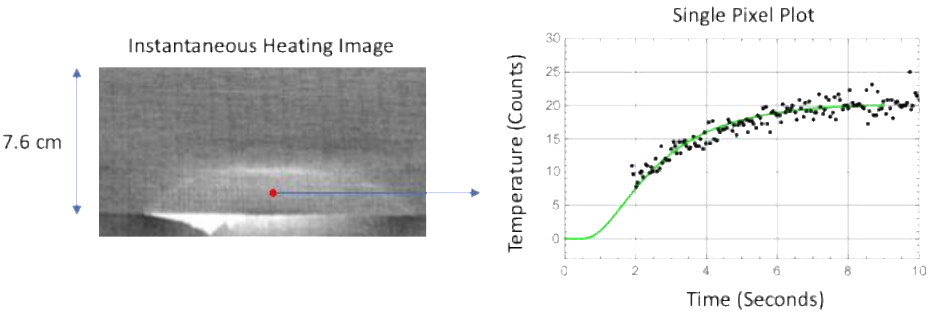 Instantaneous Heating Image
7.6 cm
Single Pixel Plot
Temperature (Counts)
30
25
20
15
10
5
0
0 2 4 6 8 10
Time (Seconds)